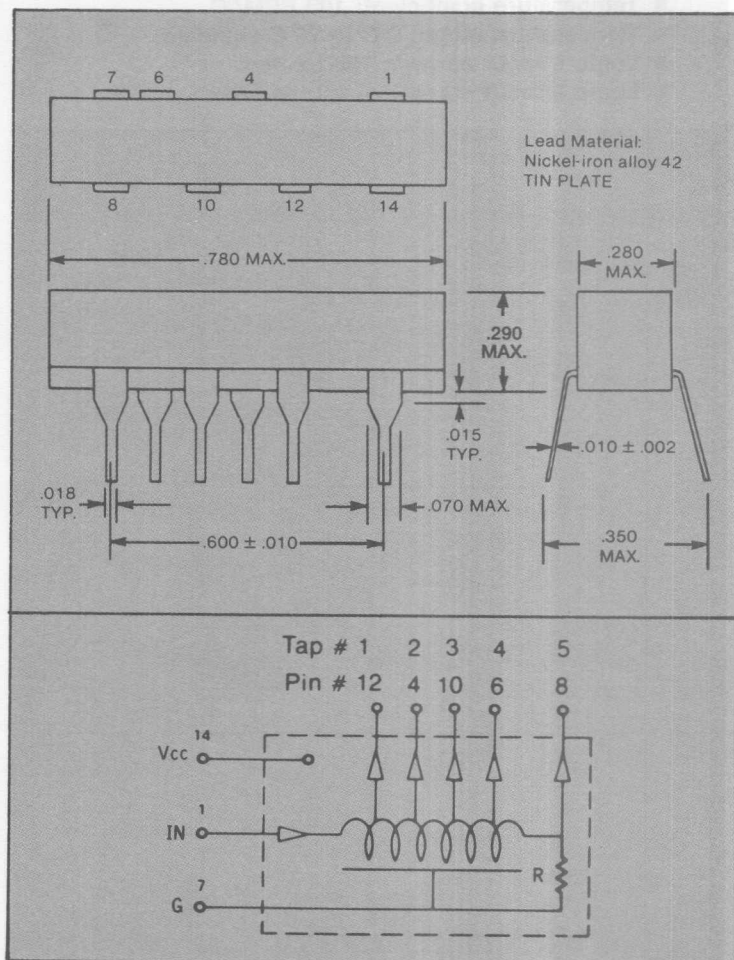 7 6 4 1
Lead Material:
Nickel-iron alloy 42
TIN PLATE
8 10 12 14
.780 MAX.
.280
MAX.
.290
MAX.
.015
TYP.
.010 ± .002
.018
TYP.
.070 MAX.
.600 ± .010
.350
MAX.
Tap # 1 2 3 4 5
Pin # 12 4 10 6 8
14
Vcc
1
IN
R
7
G